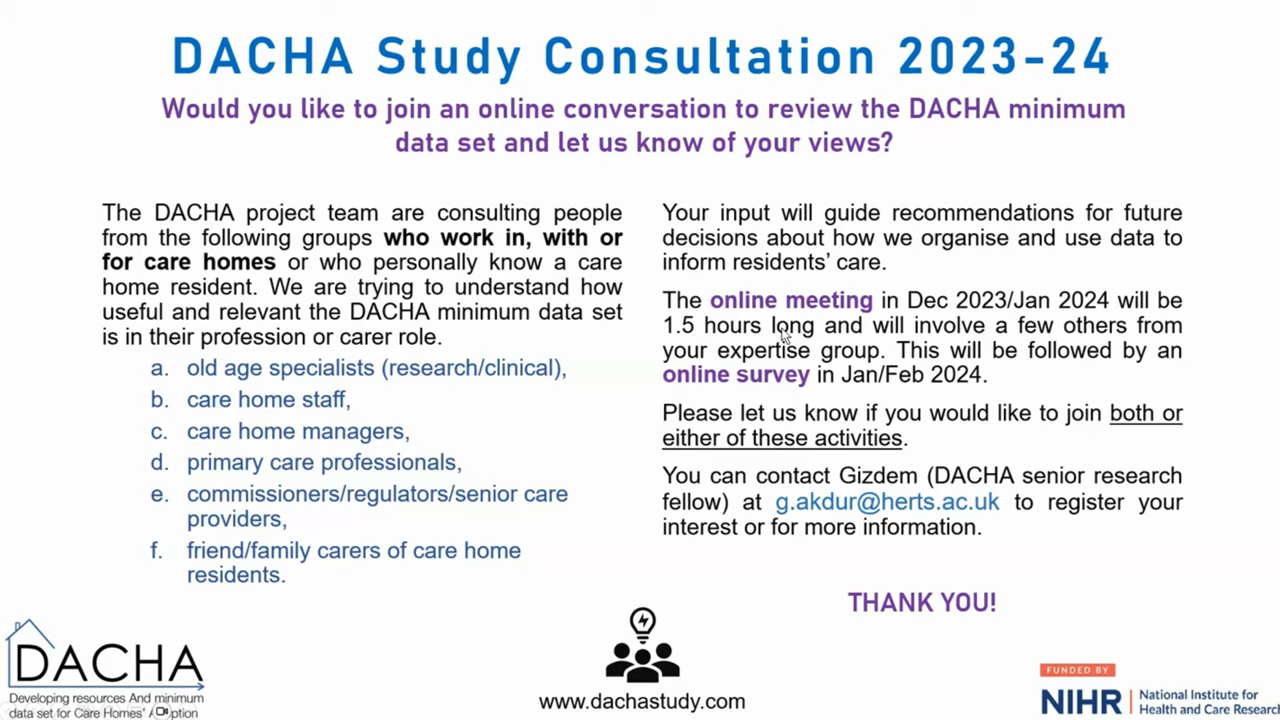 DACHA Study Consultation 2023-24
Would you like to join an online conversation to review the DACHA minimum
data set and let us know of your views?
The DACHA project team are consulting people
from the following groups who work in, with or
for care homes or who personally know a care
home resident. We are trying to understand how
useful and relevant the DACHA minimum data set
is in their profession or carer role.
a. old age specialists (research/clinical),
b. care home staff,
c. care home managers,
d. primary care professionals,
e. commissioners/regulators/senior care
providers,
f. friend/family carers of care home
residents.
Your input will guide recommendations for future
decisions about how we organise and use data to
inform residents' care.
The online meeting in Dec 2023/Jan 2024 will be
1.5 hours long and will involve a few others from
your expertise group. This will be followed by an
online survey in Jan/Feb 2024.
Please let us know if you would like to join both or
either of these activities.
You can contact Gizdem (DACHA senior research
fellow) at g.akdur@herts.ac.uk to register your
interest or for more information.
THANK YOU!
DACHA
Developing resources And minimum
data set for Care Homes'
www.dachastudy.com
FUNDED BY
NIHR | National Institute for
Health and Care Research